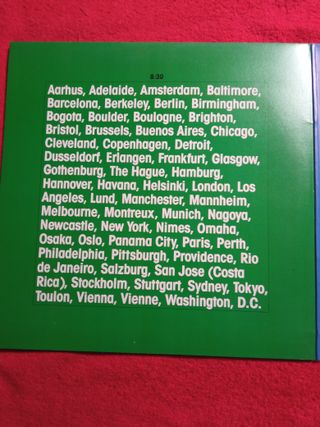 8:30
Aarhus, Adelaide, Amsterdam, Baltimore,
Barcelona, Berkeley, Berlin, Birmingham,
Bogota, Boulder, Boulogne, Brighton,
Bristol, Brussels, Buenos Aires, Chicago,
Cleveland, Copenhagen, Detroit,
Dusseldorf, Erlangen, Frankfurt, Glasgow,
Gothenburg, The Hague, Hamburg,
Hannover, Havana, Helsinki, London, Los
Angeles, Lund, Manchester, Mannheim,
Melbourne, Montreux, Munich, Nagoya,
Newcastle, New York, Nimes, Omaha,
Osaka, Oslo, Panama City, Paris, Perth,
Philadelphia, Pittsburgh, Providence, Rio
de Janeiro, Salzburg, San Jose (Costa
Rica), Stockholm, Stuttgart, Sydney, Tokyo,
Toulon, Vienna, Vienne, Washington, D.C.